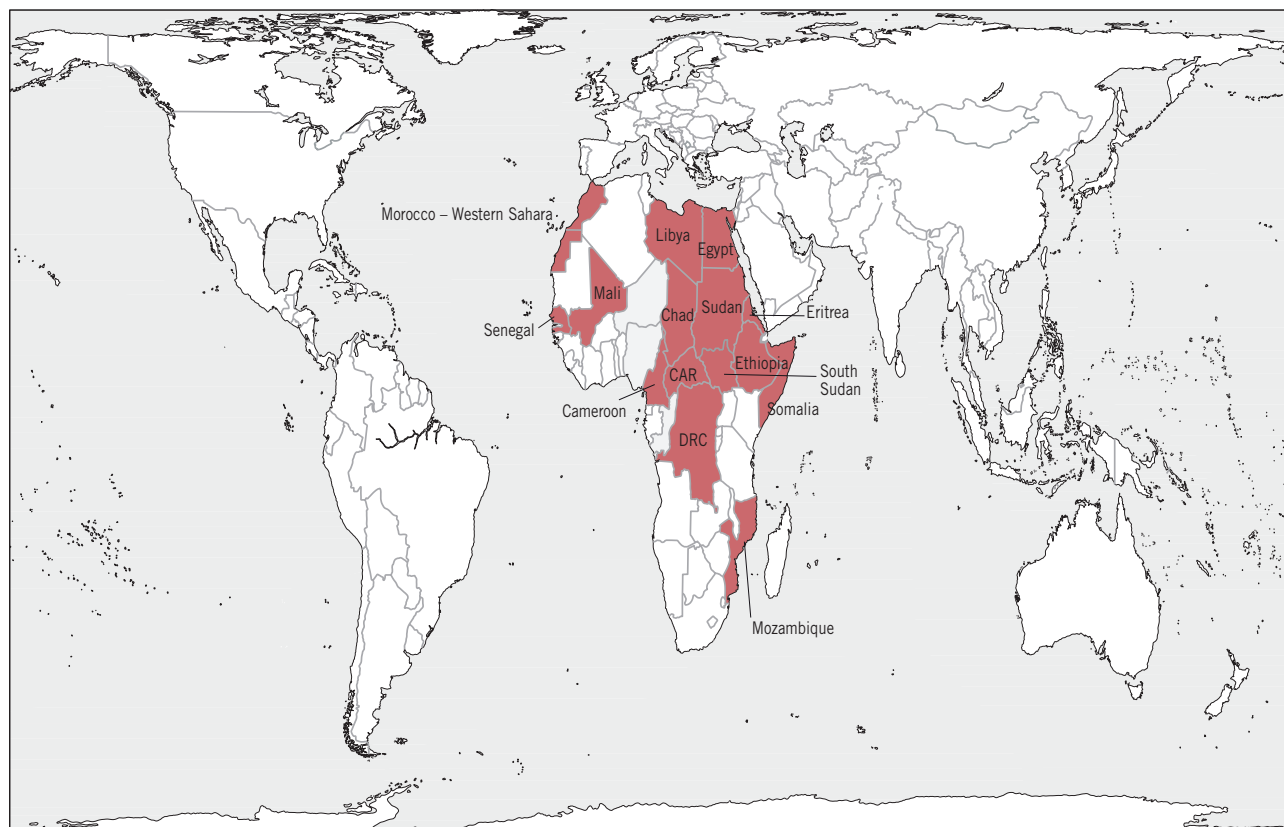 Morocco – Western Sahara
Libya
Egypt
Mali
Senegal
Chad
Sudan
Eritrea
Ethiopia
CAR
South
Sudan
Cameroon
Somalia
DRC
Mozambique